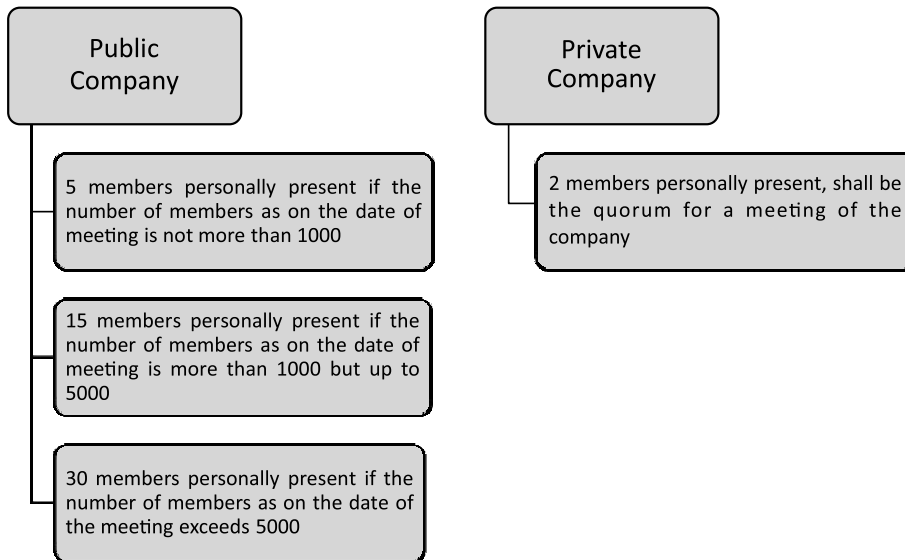 Public
Company
5 members personally present if the
number of members as on the date of
meeting is not more than 1000
15 members personally present if the
number of members as on the date of
meeting is more than 1000 but up to
5000
30 members personally present if the
number of members as on the date of
the meeting exceeds 5000
Private
Company
2 members personally present, shall be
the quorum for a meeting of the
company